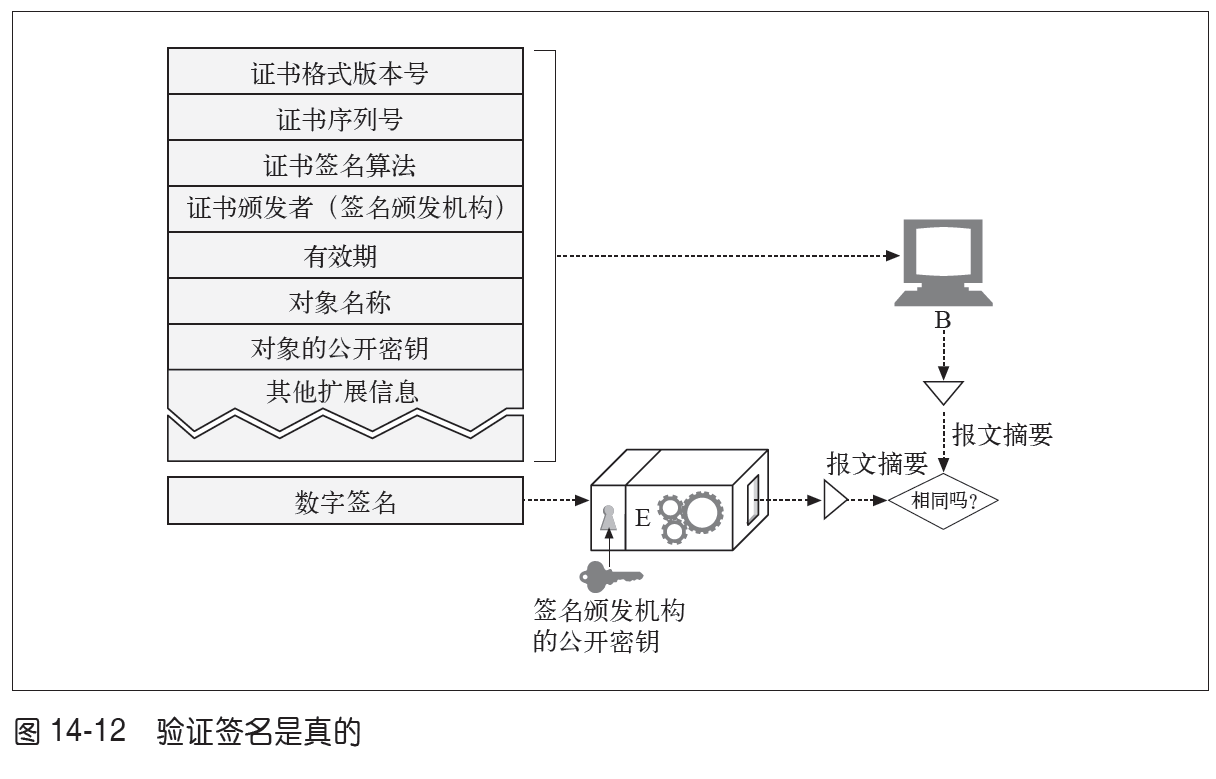 证书格式版本号
证书序列号
证书签名算法
证书颁发者（签名颁发机构）
有效期
对象名称
对象的公开密钥
其他扩展信息
B
报文摘要
报文摘要
数字签名
E
相同吗?
签名颁发机构
的公开密钥
图 14-12 验证签名是真的